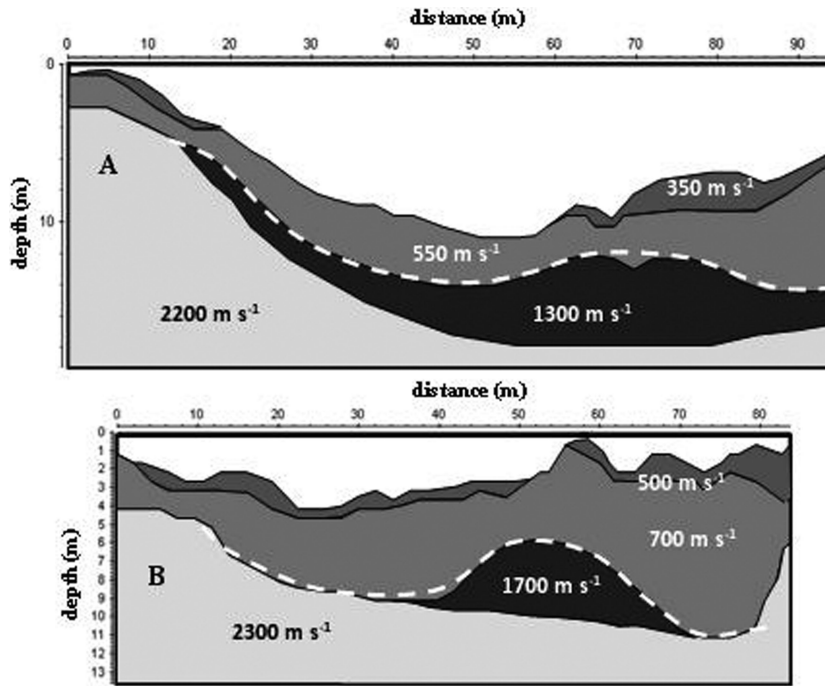 distance (m)
0 10 20 30 40 50 60 70 80 90
0
10
depth (m)
A
350 m s⁻¹
550 m s⁻¹
2200 m s⁻¹
1300 m s⁻¹
distance (m)
0 10 20 30 40 50 60 70 80
0
1
2
3
4
5
6
7
8
9
10
11
12
13
depth (m)
B
500 m s⁻¹
700 m s⁻¹
1700 m s⁻¹
2300 m s⁻¹